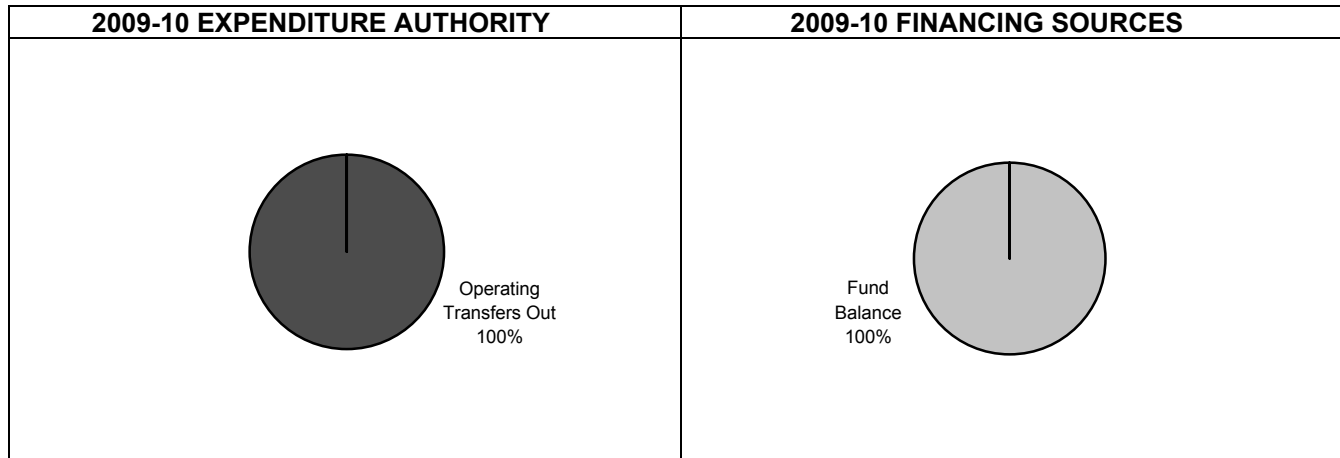 2009-10 EXPENDITURE AUTHORITY
2009-10 FINANCING SOURCES
Operating
Transfers Out
100%
Fund
Balance
100%